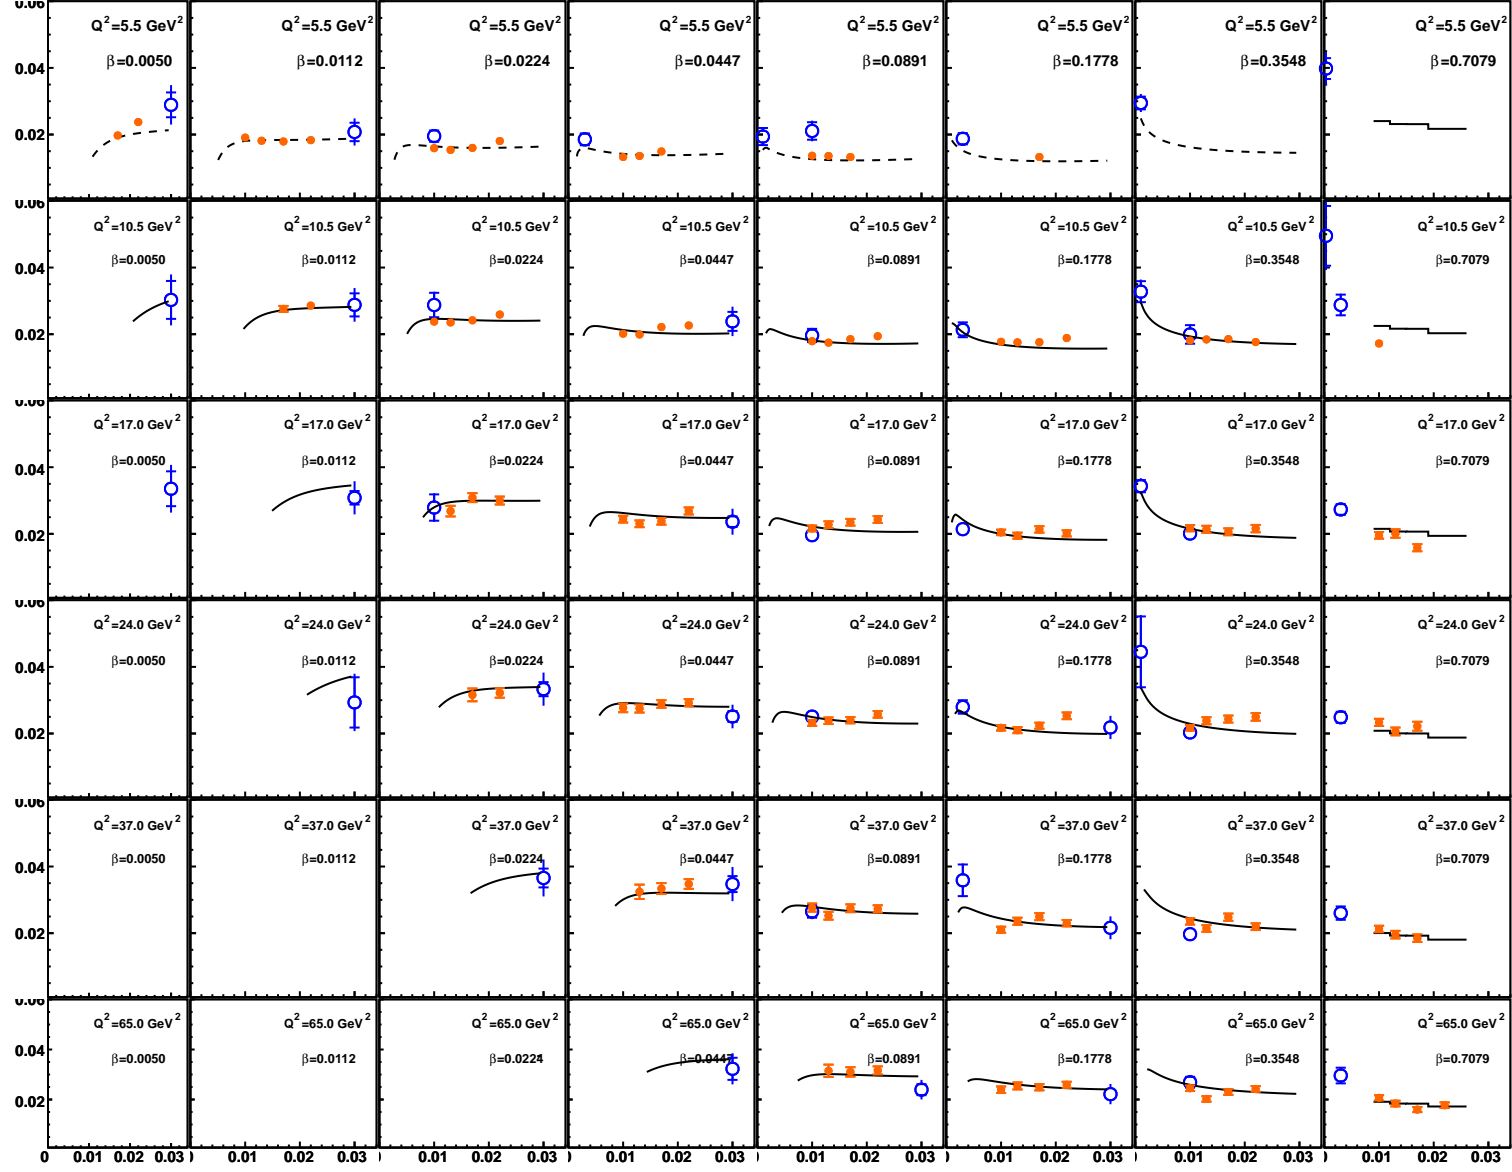 0.06
Q²=5.5 GeV² Q²=5.5 GeV² Q²=5.5 GeV² Q²=5.5 GeV² Q²=5.5 GeV² Q²=5.5 GeV² Q²=5.5 GeV² Q²=5.5 GeV²
0.04 β=0.0050 β=0.0112 β=0.0224 β=0.0447 β=0.0891 β=0.1778 β=0.3548 β=0.7079
0.02
0.06
Q²=10.5 GeV² Q²=10.5 GeV² Q²=10.5 GeV² Q²=10.5 GeV² Q²=10.5 GeV² Q²=10.5 GeV² Q²=10.5 GeV² Q²=10.5 GeV²
0.04 β=0.0050 β=0.0112 β=0.0224 β=0.0447 β=0.0891 β=0.1778 β=0.3548 β=0.7079
0.02
0.06
Q²=17.0 GeV² Q²=17.0 GeV² Q²=17.0 GeV² Q²=17.0 GeV² Q²=17.0 GeV² Q²=17.0 GeV² Q²=17.0 GeV² Q²=17.0 GeV²
0.04 β=0.0050 β=0.0112 β=0.0224 β=0.0447 β=0.0891 β=0.1778 β=0.3548 β=0.7079
0.02
0.06
Q²=24.0 GeV² Q²=24.0 GeV² Q²=24.0 GeV² Q²=24.0 GeV² Q²=24.0 GeV² Q²=24.0 GeV² Q²=24.0 GeV² Q²=24.0 GeV²
0.04 β=0.0050 β=0.0112 β=0.0224 β=0.0447 β=0.0891 β=0.1778 β=0.3548 β=0.7079
0.02
0.06
Q²=37.0 GeV² Q²=37.0 GeV² Q²=37.0 GeV² Q²=37.0 GeV² Q²=37.0 GeV² Q²=37.0 GeV² Q²=37.0 GeV² Q²=37.0 GeV²
0.04 β=0.0050 β=0.0112 β=0.0224 β=0.0447 β=0.0891 β=0.1778 β=0.3548 β=0.7079
0.02
0.06
Q²=65.0 GeV² Q²=65.0 GeV² Q²=65.0 GeV² Q²=65.0 GeV² Q²=65.0 GeV² Q²=65.0 GeV² Q²=65.0 GeV² Q²=65.0 GeV²
0.04 β=0.0050 β=0.0112 β=0.0224 β=0.0447 β=0.0891 β=0.1778 β=0.3548 β=0.7079
0.02
0 0.01 0.02 0.03 0.01 0.02 0.03 0.01 0.02 0.03 0.01 0.02 0.03 0.01 0.02 0.03 0.01 0.02 0.03 0.01 0.02 0.03 0.01 0.02 0.03